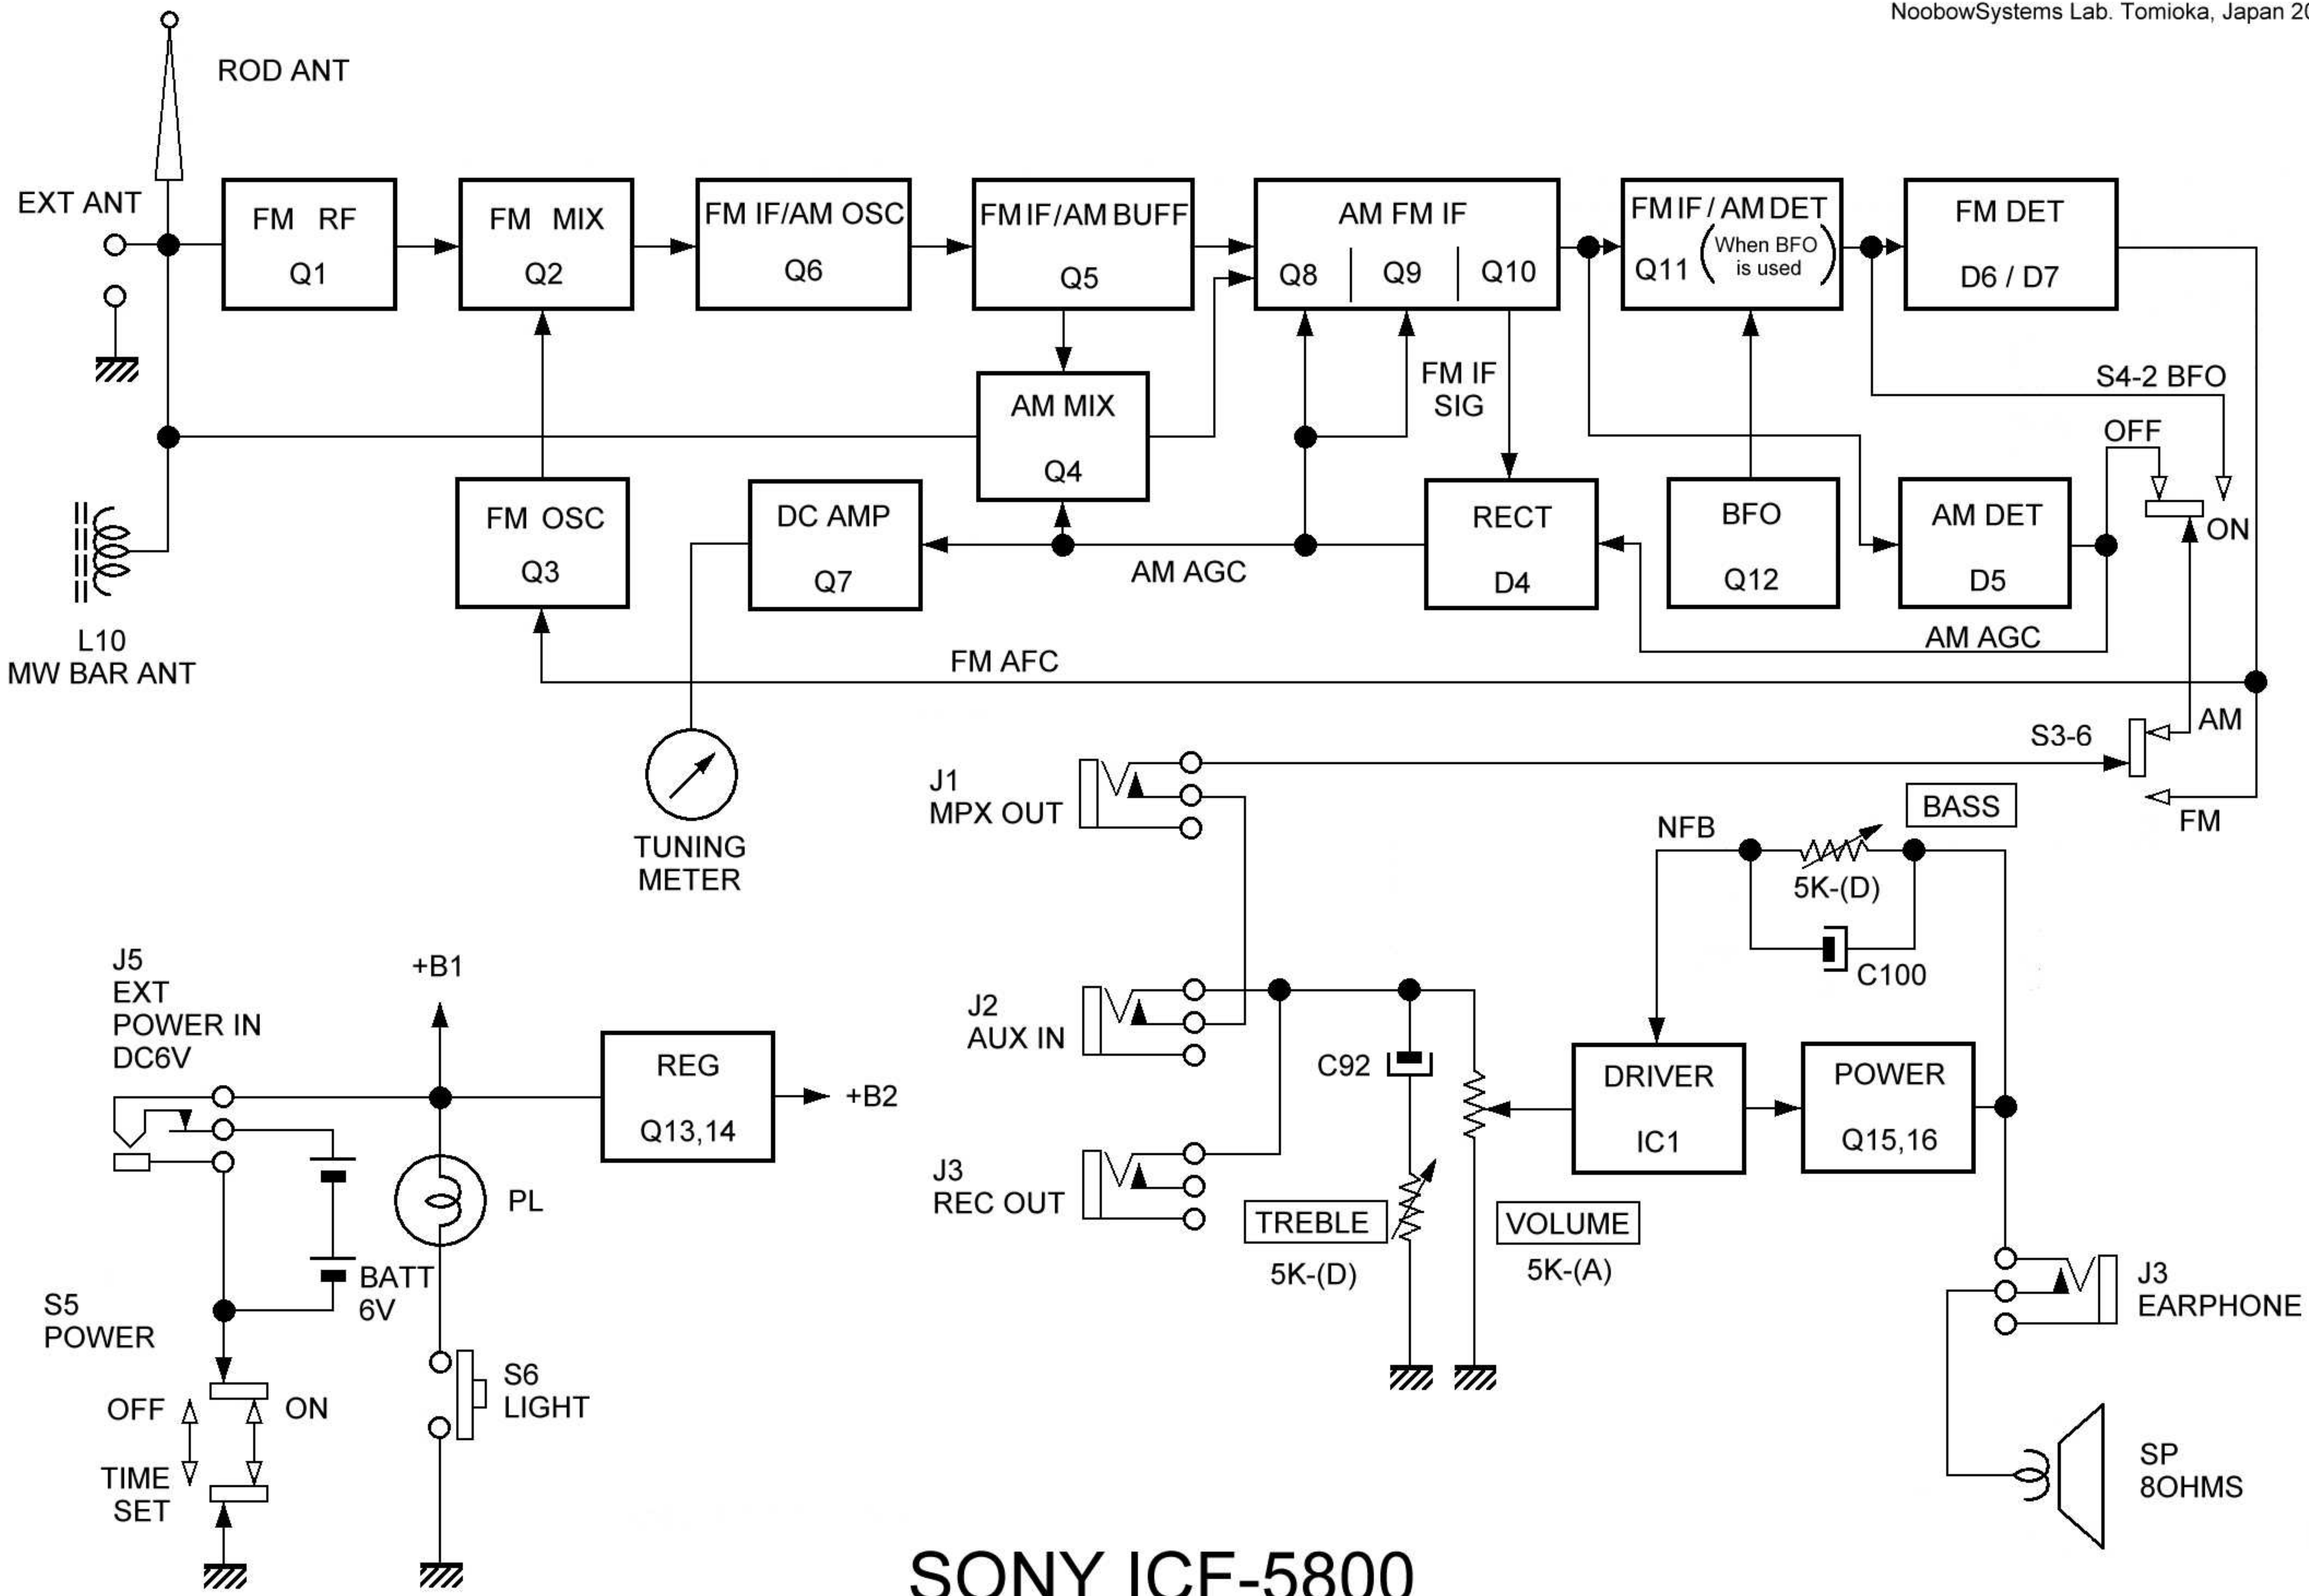 NoobowSystems Lab. Tomioka, Japan
ROD ANT
EXT ANT
FM RF
Q1
FM MIX
Q2
FM IF/AM OSC
Q6
FM IF/AM BUFF
Q5
AM FM IF
Q8
Q9
Q10
FM IF / AM DET
Q11
When BFO
is used
FM DET
D6 / D7
FM IF
SIG
S4-2 BFO
OFF
ON
AM MIX
Q4
FM OSC
Q3
DC AMP
Q7
AM AGC
RECT
D4
BFO
Q12
AM DET
D5
AM AGC
L10
MW BAR ANT
FM AFC
S3-6
AM
FM
TUNING
METER
J1
MPX OUT
NFB
BASS
5K-(D)
C100
J5
EXT
POWER IN
DC6V
+B1
REG
Q13,14
+B2
J2
AUX IN
C92
DRIVER
IC1
POWER
Q15,16
PL
J3
REC OUT
TREBLE
5K-(D)
VOLUME
5K-(A)
BATT
6V
S5
POWER
J3
EARPHONE
OFF
ON
TIME
SET
S6
LIGHT
SP
8OHMS
SONY ICF-5800